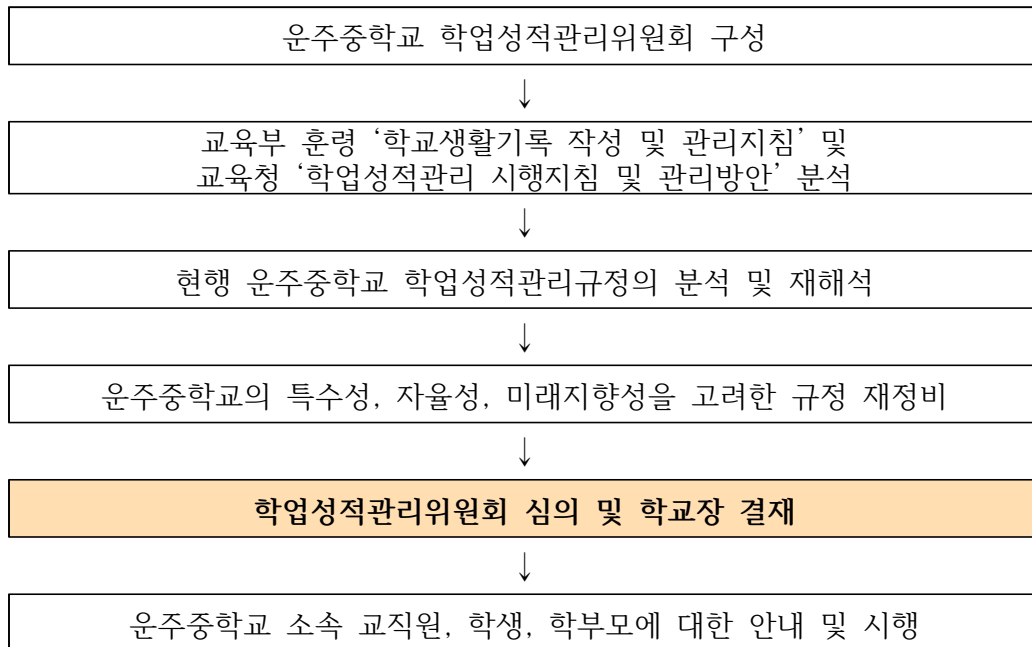 운주중학교 학업성적관리위원회 구성
↓
교육부 훈령 ‘학교생활기록 작성 및 관리지침’ 및
교육청 ‘학업성적관리 시행지침 및 관리방안’ 분석
↓
현행 운주중학교 학업성적관리규정의 분석 및 재해석
↓
운주중학교의 특수성, 자율성, 미래지향성을 고려한 규정 재정비
↓
학업성적관리위원회 심의 및 학교장 결재
↓
운주중학교 소속 교직원, 학생, 학부모에 대한 안내 및 시행